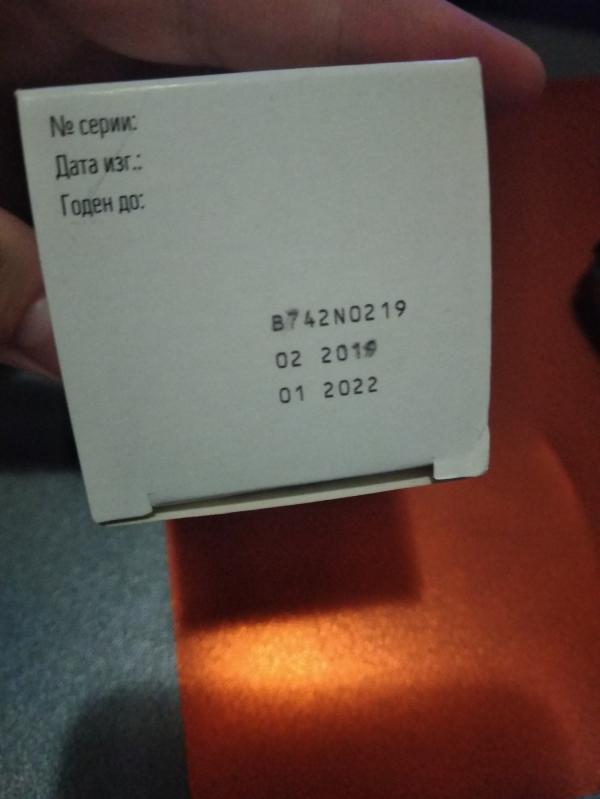 № серии:
Дата изг.:
Годен до:
B742N0219
02 2019
01 2022